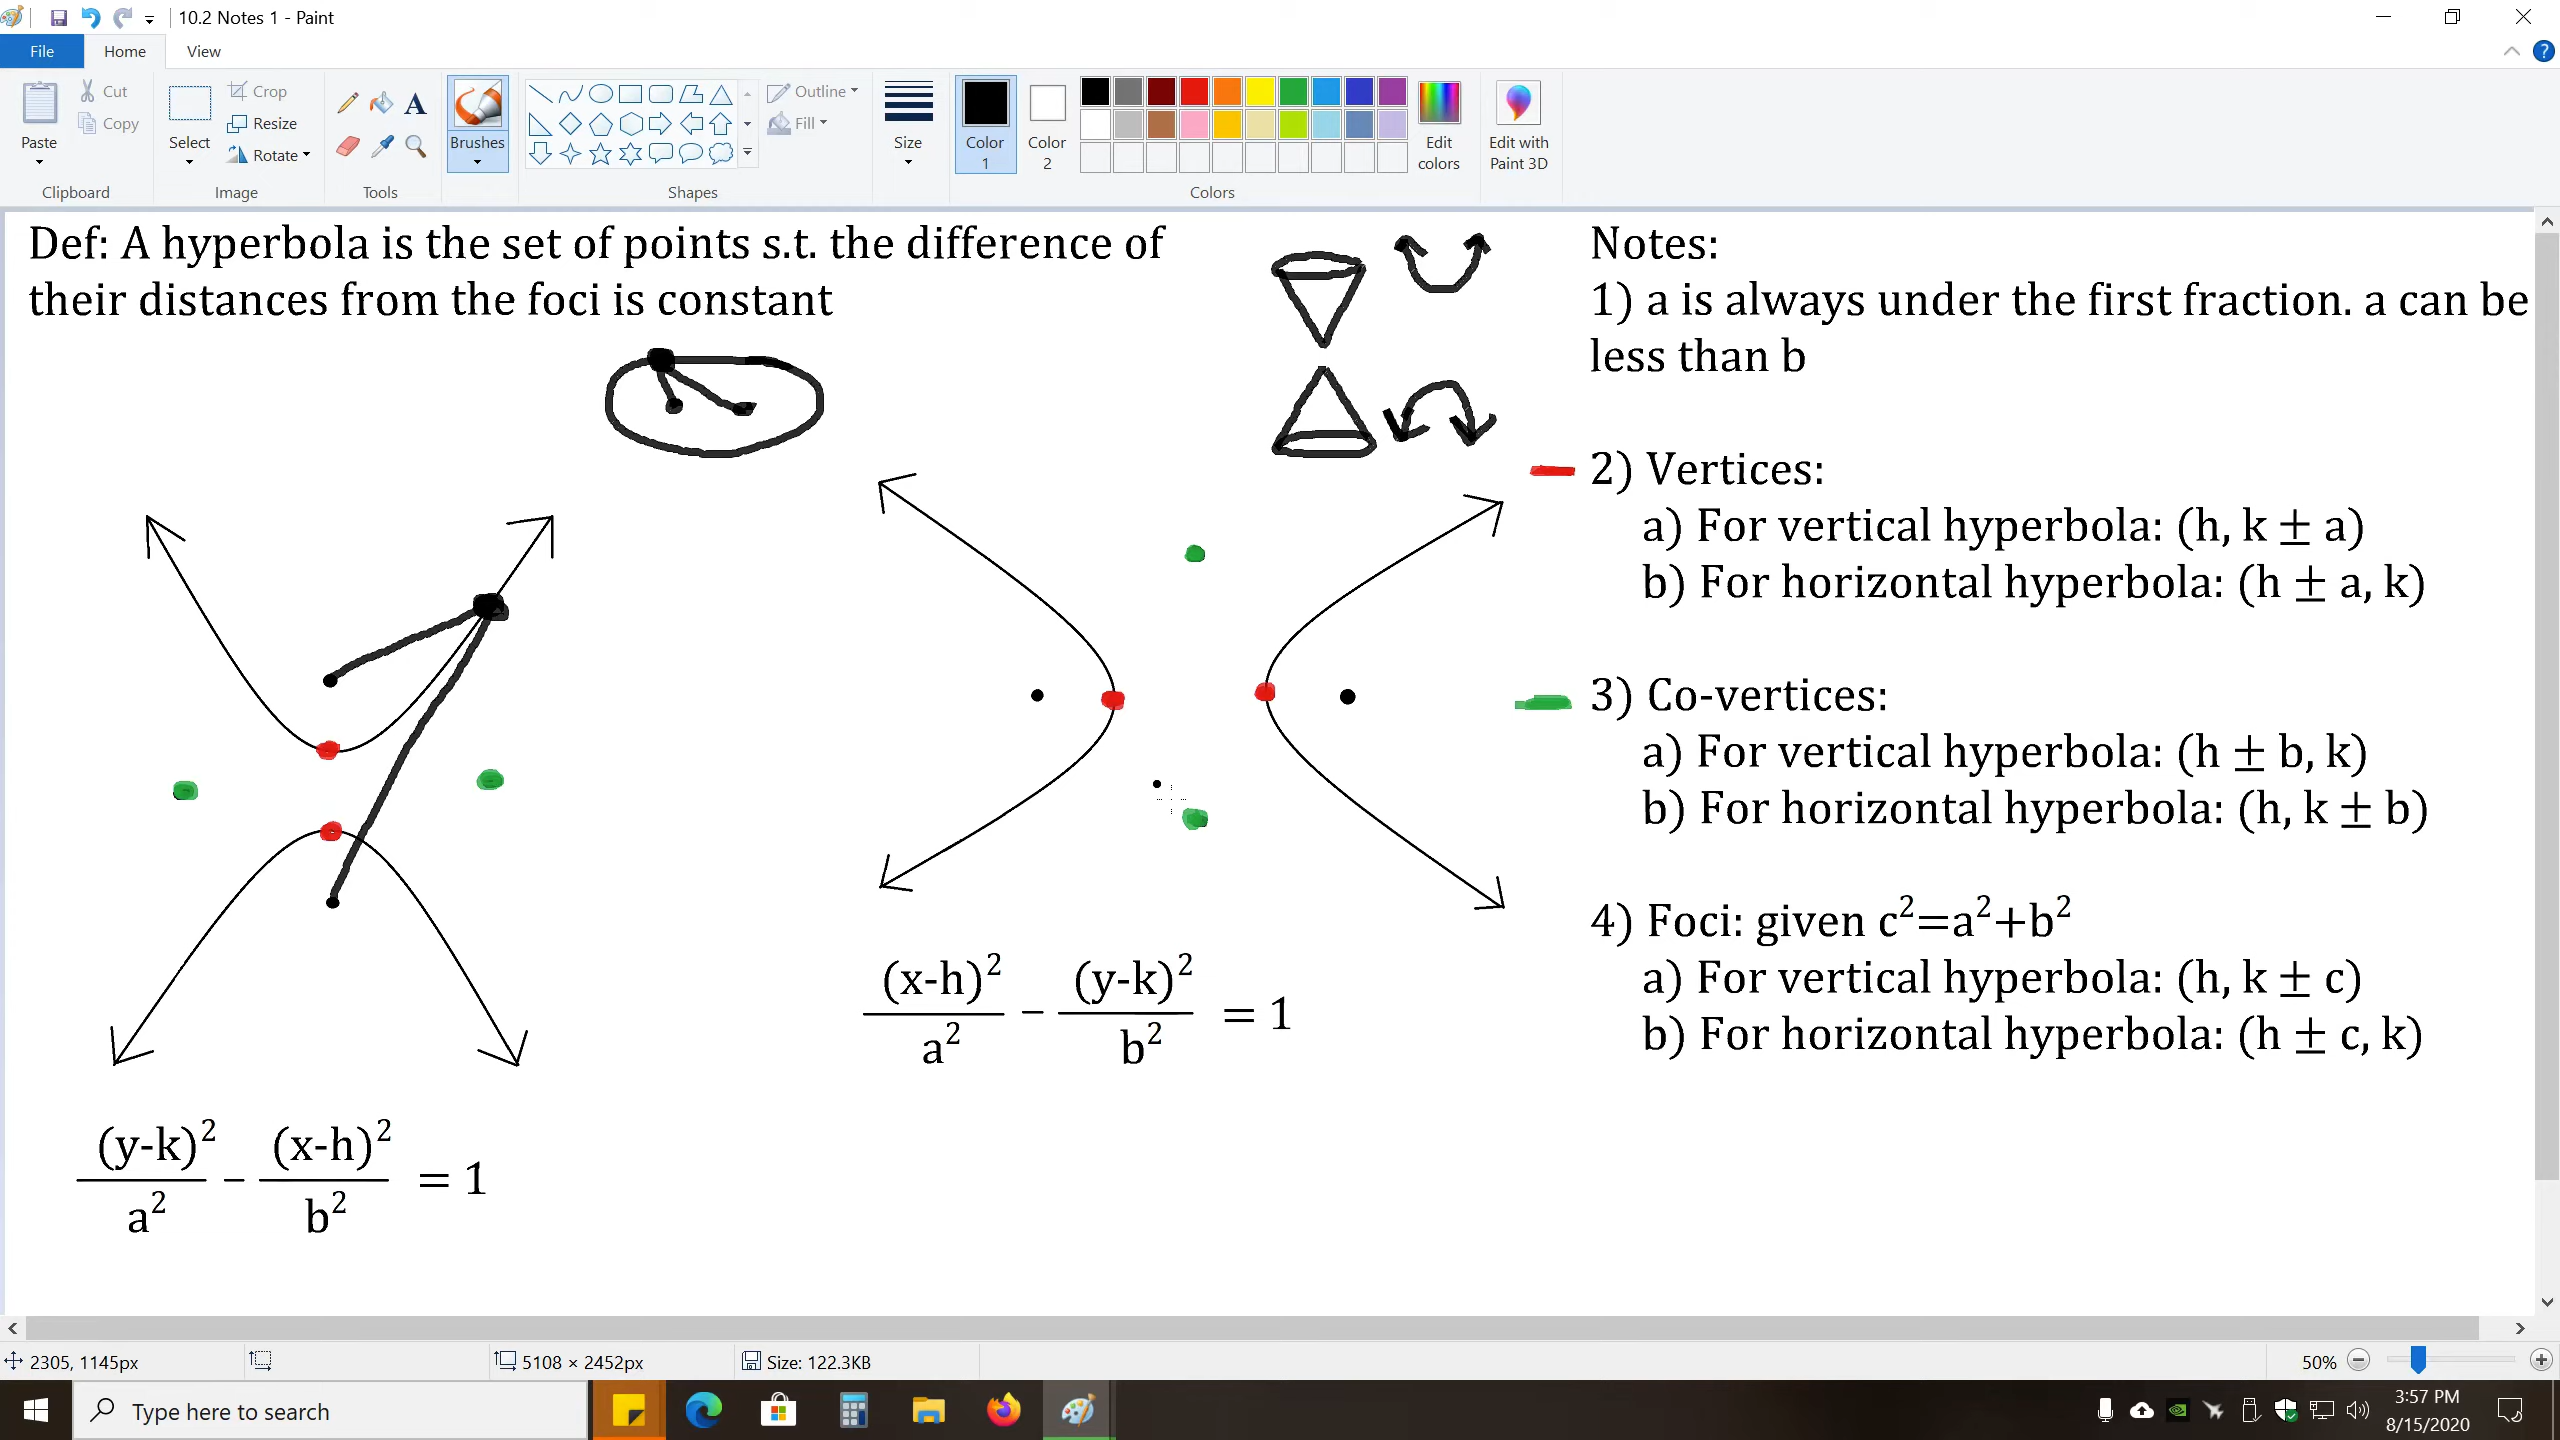 10.2 Notes 1 - Paint
File Home View
Paste
Cut
Copy
Clipboard
Select
Crop
Resize
Rotate
Image
Tools
Brushes
Shapes
Outline
Fill
Size
Color 1
Color 2
Colors
Edit colors
Edit with Paint 3D
Def: A hyperbola is the set of points s.t. the difference of
their distances from the foci is constant
(y-k)² / a² − (x-h)² / b² = 1
(x-h)² / a² − (y-k)² / b² = 1
Notes:
1) a is always under the first fraction. a can be
less than b
2) Vertices:
a) For vertical hyperbola: (h, k ± a)
b) For horizontal hyperbola: (h ± a, k)
3) Co-vertices:
a) For vertical hyperbola: (h ± b, k)
b) For horizontal hyperbola: (h, k ± b)
4) Foci: given c²=a²+b²
a) For vertical hyperbola: (h, k ± c)
b) For horizontal hyperbola: (h ± c, k)
2305, 1145px
5108 × 2452px
Size: 122.3KB
50%
Type here to search
3:57 PM
8/15/2020